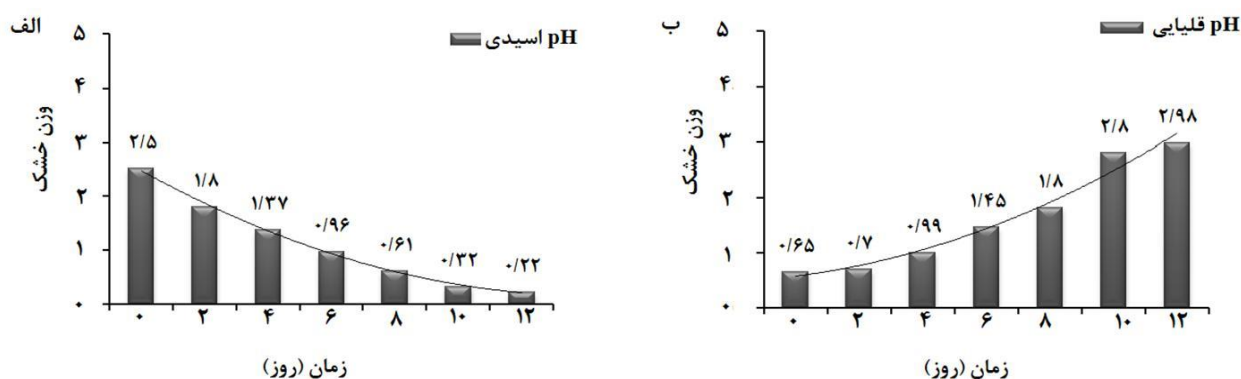 الف
pH اسیدی
وزن خشک
۵
۴
۳
۲
۱
۰
۲/۵
۱/۸
۱/۳۷
۰/۹۶
۰/۶۱
۰/۳۲
۰/۲۲
۰ ۲ ۴ ۶ ۸ ۱۰ ۱۲
زمان (روز)
ب
pH قلیایی
وزن خشک
۵
۴
۳
۲
۱
۰
۰/۶۵
۰/۷
۰/۹۹
۱/۴۵
۱/۸
۲/۸
۲/۹۸
۰ ۲ ۴ ۶ ۸ ۱۰ ۱۲
زمان (روز)